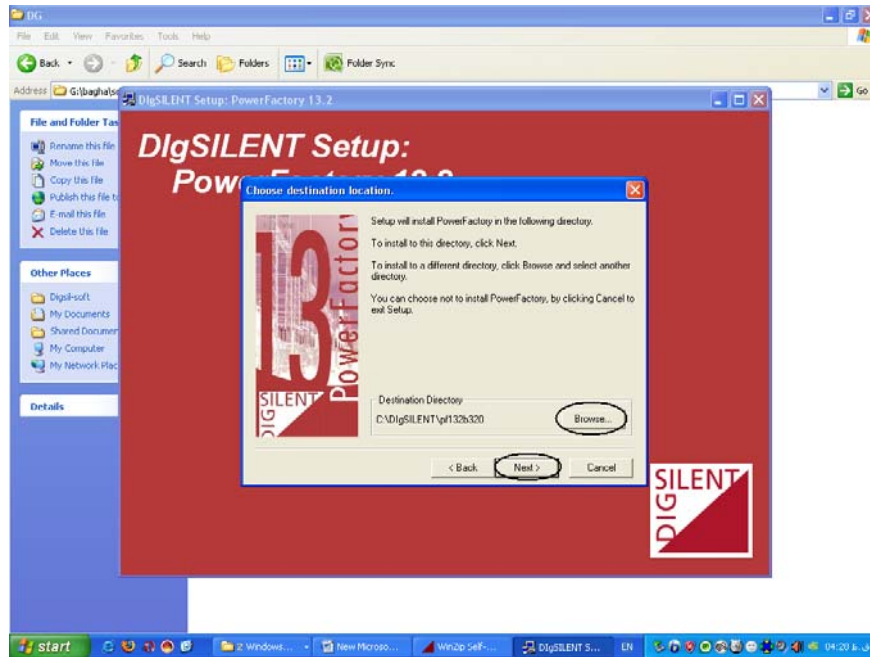 DG
File Edit View Favorites Tools Help
Back Search Folders Folder Sync
Address G:\bagha\so Go
File and Folder Tas
Rename this file
Move this file
Copy this file
Publish this file to
E-mail this file
Delete this file
Other Places
Digsil-soft
My Documents
Shared Documen
My Computer
My Network Plac
Details
DIgSILENT Setup: PowerFactory 13.2
DIgSILENT Setup:
Choose destination location.
Setup will install PowerFactory in the following directory.
To install to this directory, click Next.
To install to a different directory, click Browse and select another
directory.
You can choose not to install PowerFactory, by clicking Cancel to
exit Setup.
13
PowerFactory
DIGSILENT
Destination Directory
C:\DIgSILENT\pf132b320
Browse...
< Back Next > Cancel
DIGSILENT
start 2 Windows... New Microso... WinZip Self-... DIgSILENT S... EN 04:20